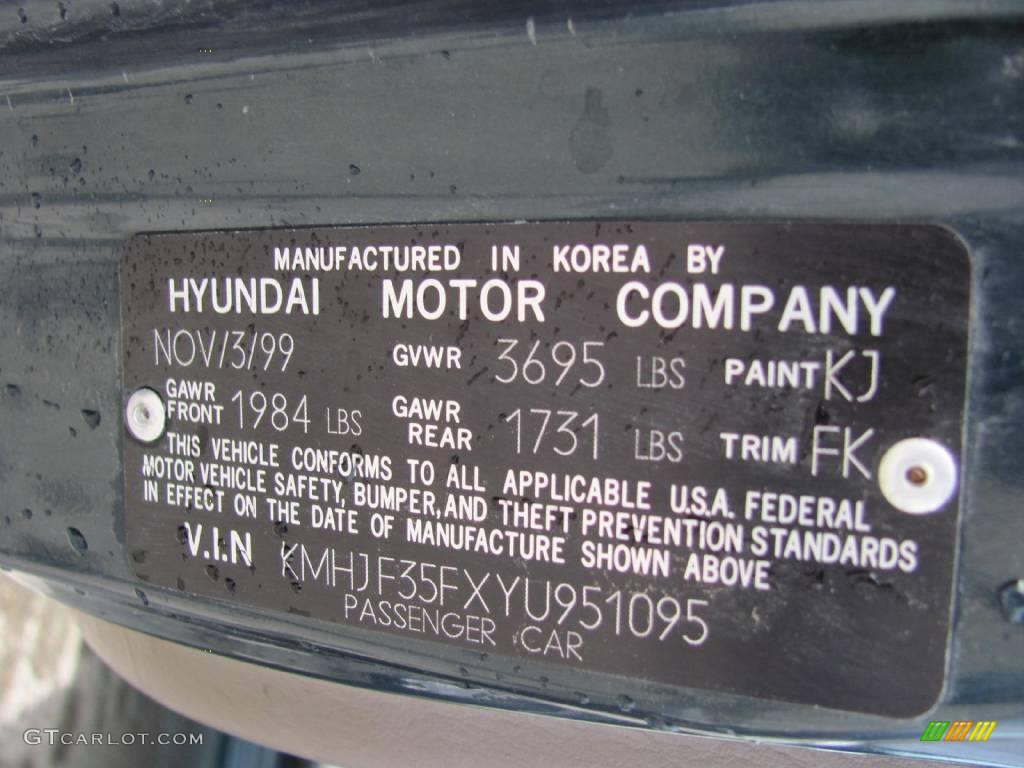 MANUFACTURED IN KOREA BY
HYUNDAI MOTOR COMPANY
NOV/3/99 GVWR 3695 LBS PAINT KJ
GAWR FRONT 1984 LBS GAWR REAR 1731 LBS TRIM FK
THIS VEHICLE CONFORMS TO ALL APPLICABLE U.S.A. FEDERAL
MOTOR VEHICLE SAFETY, BUMPER, AND THEFT PREVENTION STANDARDS
IN EFFECT ON THE DATE OF MANUFACTURE SHOWN ABOVE
V.I.N KMHJF35FXYU951095
PASSENGER CAR
GTCARLOT.COM